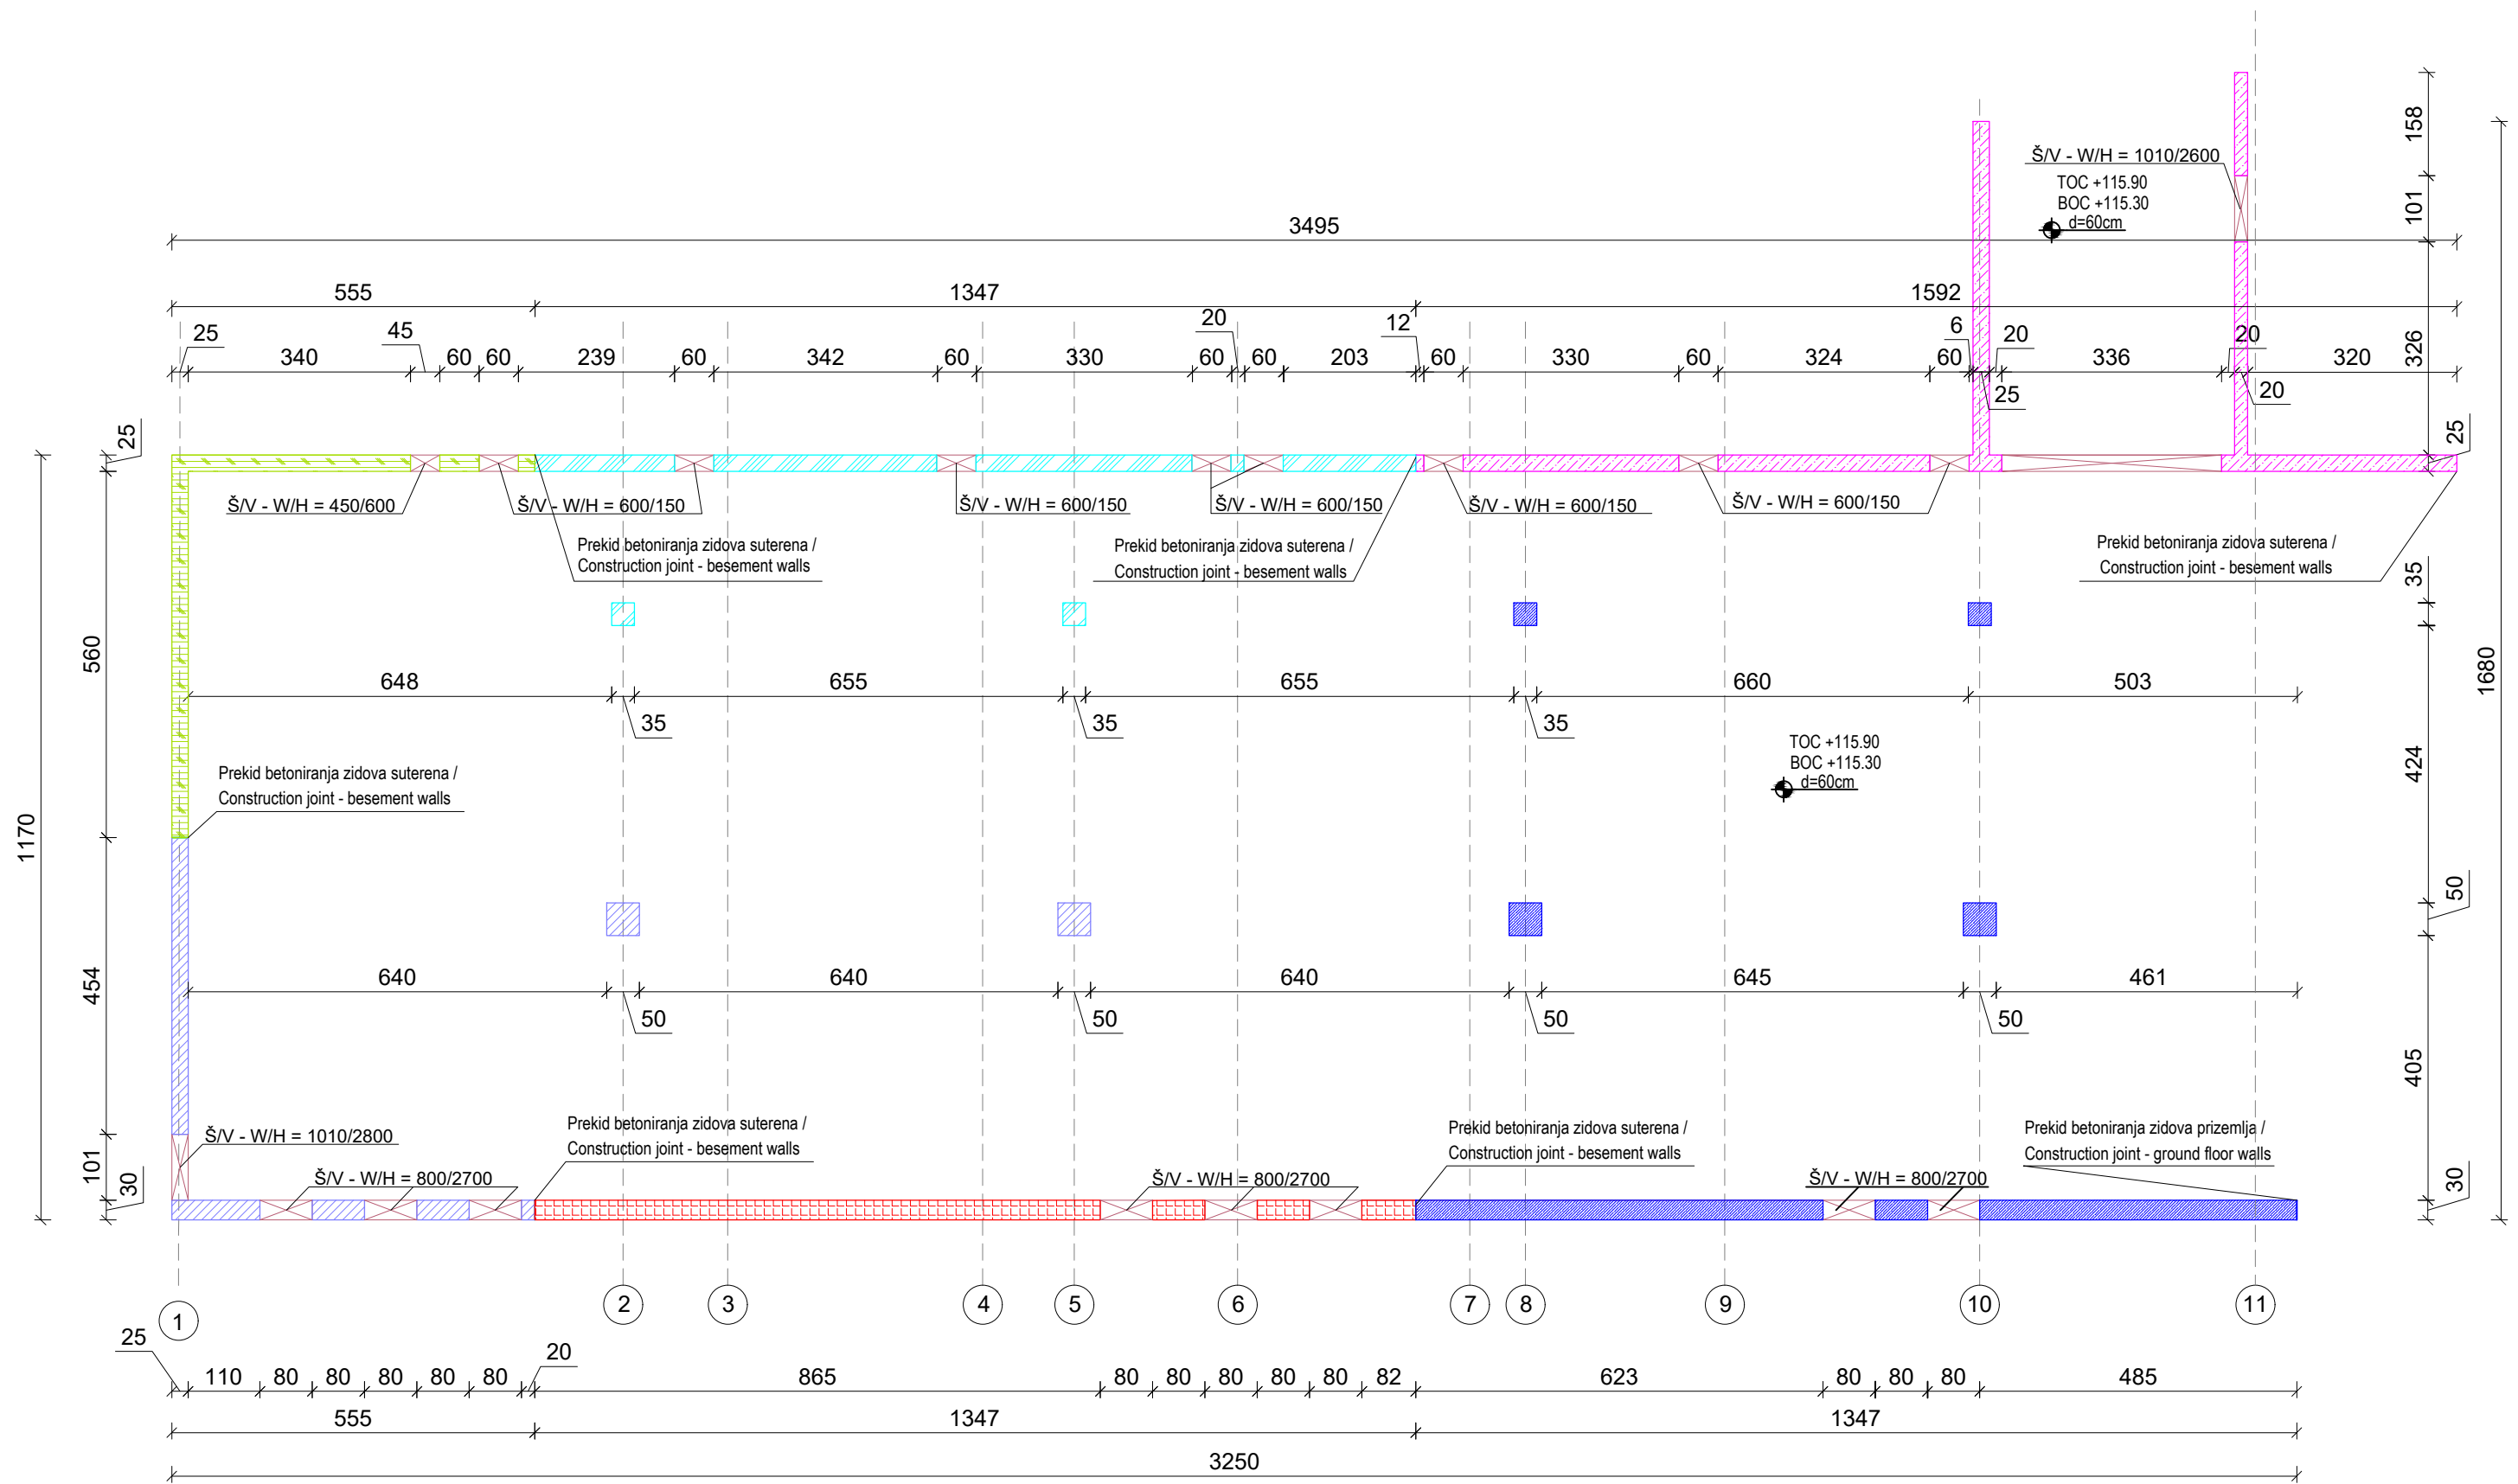 158
Š/V - W/H = 1010/2600
TOC +115.90
BOC +115.30
d=60cm
101
3495
555 1347 1592
25 45 20 12 6 20 20
340 60 60 239 60 342 60 330 60 60 203 60 330 60 324 60 336 320
326
25 20
25 25
Š/V - W/H = 450/600
Š/V - W/H = 600/150
Š/V - W/H = 600/150
Š/V - W/H = 600/150
Š/V - W/H = 600/150
Š/V - W/H = 600/150
Prekid betoniranja zidova suterena /
Construction joint - besement walls
Prekid betoniranja zidova suterena /
Construction joint - besement walls
Prekid betoniranja zidova suterena /
Construction joint - besement walls
35
560
1680
648 655 655 660 503
35 35 35
TOC +115.90
BOC +115.30
d=60cm
424
Prekid betoniranja zidova suterena /
Construction joint - besement walls
1170
50
454
640 640 640 645 461
50 50 50 50
405
Š/V - W/H = 1010/2800
Prekid betoniranja zidova suterena /
Construction joint - besement walls
Prekid betoniranja zidova suterena /
Construction joint - besement walls
Prekid betoniranja zidova prizemlja /
Construction joint - ground floor walls
101
30 30
Š/V - W/H = 800/2700
Š/V - W/H = 800/2700
Š/V - W/H = 800/2700
1 2 3 4 5 6 7 8 9 10 11
25 20
110 80 80 80 80 80 865 80 80 80 80 80 82 623 80 80 80 485
555 1347 1347
3250